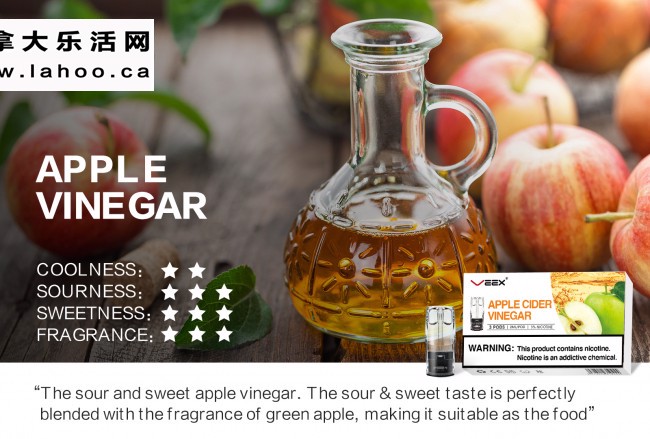 拿大乐活网
w.lahoo.ca
APPLE
VINEGAR
COOLNESS: ★★
SOURNESS: ★★★
SWEETNESS: ★★★
FRAGRANCE: ★★★
VEEX
APPLE CIDER
VINEGAR
3 PODS
WARNING: This product contains nicotine.
Nicotine is an addictive chemical.
“The sour and sweet apple vinegar. The sour & sweet taste is perfectly
blended with the fragrance of green apple, making it suitable as the food”